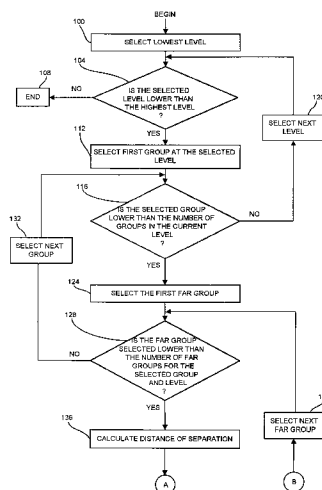 BEGIN
100
SELECT LOWEST LEVEL
104
108
IS THE
SELECTED
LEVEL LOWER THAN
THE HIGHEST LEVEL
?
NO
END
YES
SELECT NEXT
LEVEL
112
SELECT FIRST GROUP AT THE SELECTED
LEVEL
116
IS THE
SELECTED GROUP
LOWER THAN THE NUMBER OF
GROUPS IN THE CURRENT
LEVEL
?
NO
132
SELECT NEXT
GROUP
YES
124
SELECT THE FIRST FAR GROUP
128
IS THE
FAR GROUP
SELECTED LOWER THAN
THE NUMBER OF FAR
GROUPS FOR THE
SELECTED GROUP
AND LEVEL
?
NO
YES
136
CALCULATE DISTANCE OF SEPARATION
SELECT NEXT
FAR GROUP
A
B